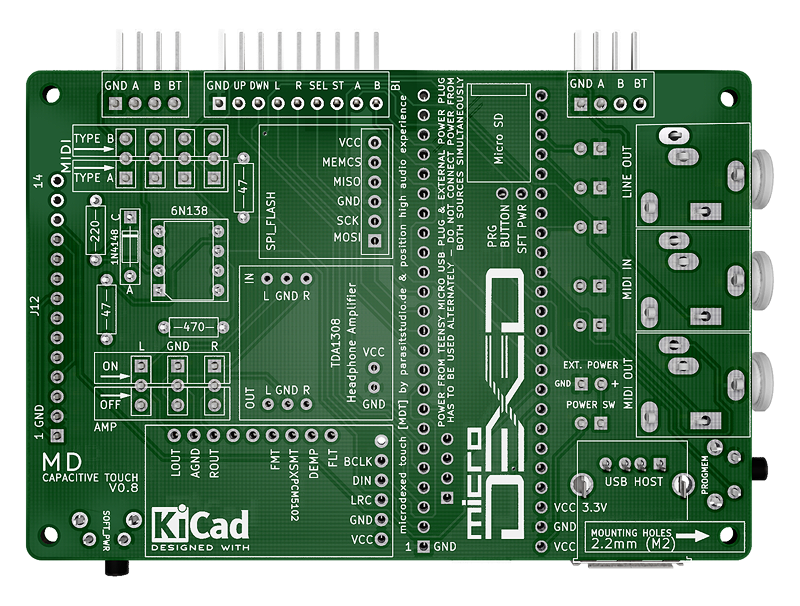 GND A B BT
GND UP DWN L R SEL ST A B BI
GND A B BT
TYPE B
MIDI
TYPE A
14
J12
1 GND
220
1N4148
C
A
47
6N138
47
470
L GND R
ON
OFF
AMP
MD
CAPACITIVE TOUCH
V0.8
SOFT_PWR
SPI_FLASH
VCC
MEMCS
MISO
GND
SCK
MOSI
IN
L GND R
TDA1308
Headphone Amplifier
VCC
GND
OUT
L GND R
LOUT
AGND
ROUT
FMT
XSMT
PCM5102
DEMP
FLT
BCLK
DIN
LRC
GND
VCC
KiCad
DESIGNED WITH
microdexed touch [MDT] by parasitstudio.de & position high audio experience
POWER FROM TEENSY MICRO USB PLUG & EXTERNAL POWER PLUG
HAS TO BE USED ALTERNATELY - DO NOT CONNECT POWER FROM
BOTH SOURCES SIMULTANEOUSLY
1 GND
Micro SD
PRG
BUTTON
SFT PWR
micro
DEXED
LINE OUT
MIDI IN
MIDI OUT
EXT. POWER
GND +
POWER SW
USB HOST
PROGMEM
VCC 3.3V
GND
VCC
MOUNTING HOLES
2.2mm (M2)